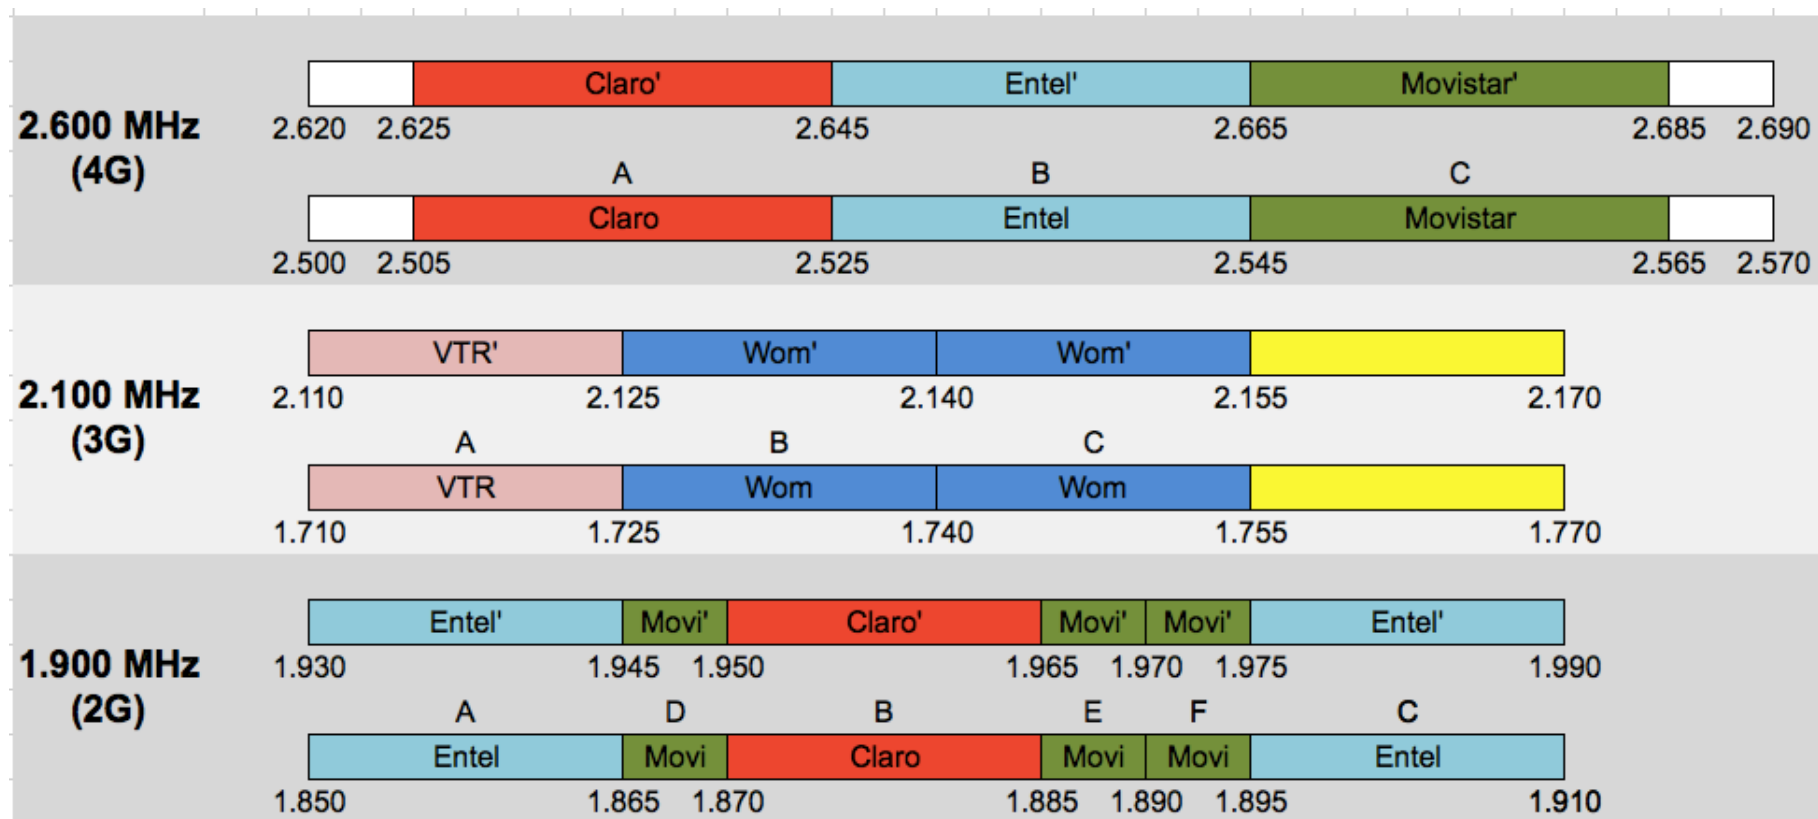 Claro' Entel' Movistar'
2.600 MHz
(4G)
2.620 2.625 2.645 2.665 2.685 2.690
A B C
Claro Entel Movistar
2.500 2.505 2.525 2.545 2.565 2.570
VTR' Wom' Wom'
2.100 MHz
(3G)
2.110 2.125 2.140 2.155 2.170
A B C
VTR Wom Wom
1.710 1.725 1.740 1.755 1.770
Entel' Movi' Claro' Movi' Movi' Entel'
1.900 MHz
(2G)
1.930 1.945 1.950 1.965 1.970 1.975 1.990
A D B E F C
Entel Movi Claro Movi Movi Entel
1.850 1.865 1.870 1.885 1.890 1.895 1.910